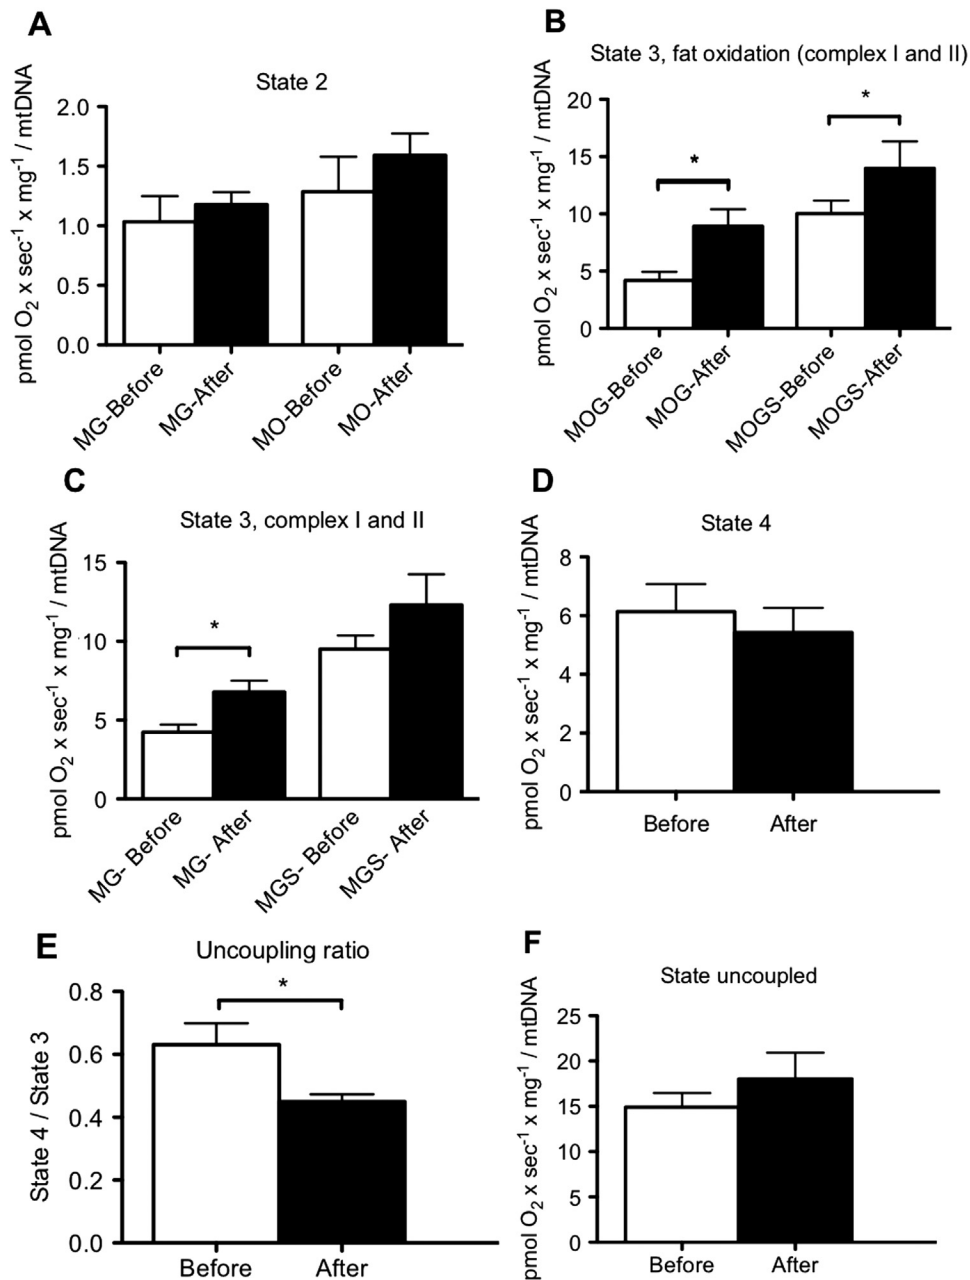 A
State 2
pmol O2 x sec-1 x mg-1 / mtDNA
2.0
1.5
1.0
0.5
0.0
MG-Before
MG-After
MO-Before
MO-After
B
State 3, fat oxidation (complex I and II)
pmol O2 x sec-1 x mg-1 / mtDNA
20
15
10
5
0
*
*
MOG-Before
MOG-After
MOGS-Before
MOGS-After
C
State 3, complex I and II
pmol O2 x sec-1 x mg-1 / mtDNA
15
10
5
0
*
MG- Before
MG- After
MGS- Before
MGS- After
D
State 4
pmol O2 x sec-1 x mg-1 / mtDNA
8
6
4
2
0
Before
After
E
Uncoupling ratio
State 4 / State 3
0.8
0.6
0.4
0.2
0.0
*
Before
After
F
State uncoupled
pmol O2 x sec-1 x mg-1 / mtDNA
25
20
15
10
5
0
Before
After